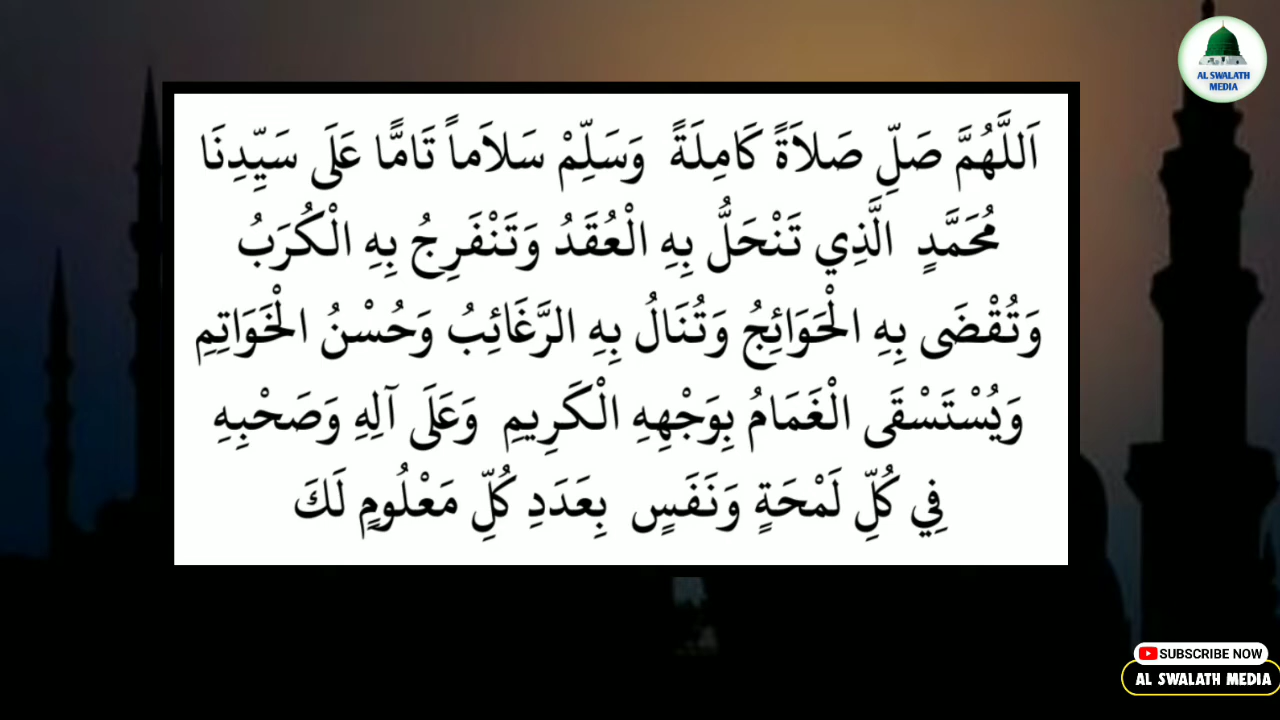 AL SWALATH
MEDIA
اَللَّهُمَّ صَلِّ صَلاَةً كَامِلَةً وَسَلِّمْ سَلاَماً تَامًّا عَلَى سَيِّدِنَا
مُحَمَّدٍ الَّذِي تَنْحَلُّ بِهِ الْعُقَدُ وَتَنْفَرِجُ بِهِ الْكُرَبُ
وَتُقْضَى بِهِ الْحَوَائِجُ وَتُنَالُ بِهِ الرَّغَائِبُ وَحُسْنُ الْخَوَاتِمِ
وَيُسْتَسْقَى الْغَمَامُ بِوَجْهِهِ الْكَرِيمِ وَعَلَى آلِهِ وَصَحْبِهِ
فِي كُلِّ لَمْحَةٍ وَنَفَسٍ بِعَدَدِ كُلِّ مَعْلُومٍ لَكَ
SUBSCRIBE NOW
AL SWALATH MEDIA